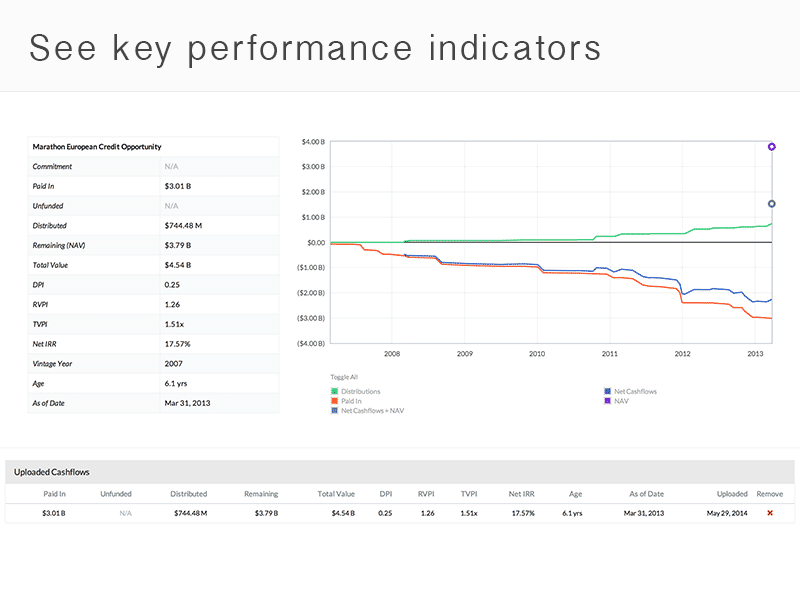 See key performance indicators
Marathon European Credit Opportunity
Commitment N/A
Paid In $3.01 B
Unfunded N/A
Distributed $744.48 M
Remaining (NAV) $3.79 B
Total Value $4.54 B
DPI 0.25
RVPI 1.26
TVPI 1.51x
Net IRR 17.57%
Vintage Year 2007
Age 6.1 yrs
As of Date Mar 31, 2013
$4.00 B
$3.00 B
$2.00 B
$1.00 B
$0.00
($1.00 B)
($2.00 B)
($3.00 B)
($4.00 B)
2008 2009 2010 2011 2012 2013
Toggle All
Distributions
Paid In
Net Cashflows + NAV
Net Cashflows
NAV
Uploaded Cashflows
Paid In Unfunded Distributed Remaining Total Value DPI RVPI TVPI Net IRR Age As of Date Uploaded Remove
$3.01 B N/A $744.48 M $3.79 B $4.54 B 0.25 1.26 1.51x 17.57% 6.1 yrs Mar 31, 2013 May 29, 2014